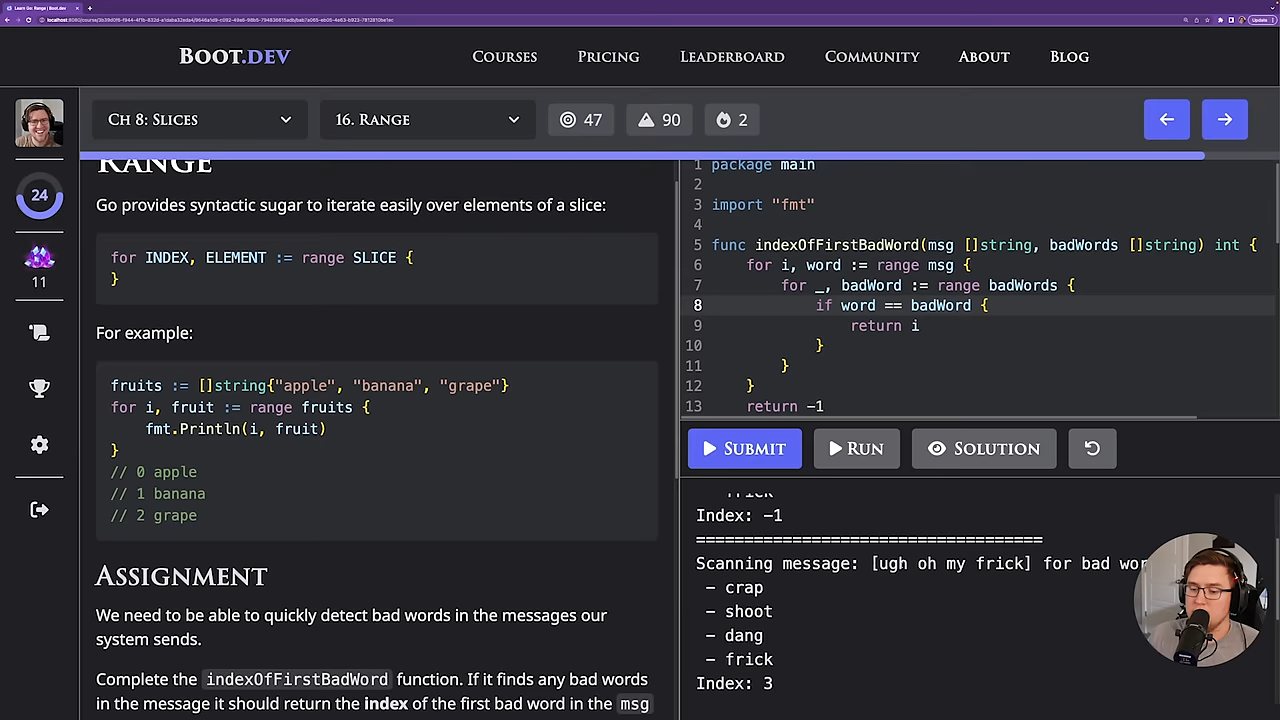 Learn Go: Range | Boot.dev
Update
BOOT.DEV
COURSES
PRICING
LEADERBOARD
COMMUNITY
ABOUT
BLOG
CH 8: SLICES
16. RANGE
47
90
2
24
11
RANGE
Go provides syntactic sugar to iterate easily over elements of a slice:
for INDEX, ELEMENT := range SLICE {
}
For example:
fruits := []string{"apple", "banana", "grape"}
for i, fruit := range fruits {
fmt.Println(i, fruit)
}
// 0 apple
// 1 banana
// 2 grape
ASSIGNMENT
We need to be able to quickly detect bad words in the messages our
system sends.
Complete the indexOfFirstBadWord function. If it finds any bad words
in the message it should return the index of the first bad word in the msg
1 package main
2
3 import "fmt"
4
5 func indexOfFirstBadWord(msg []string, badWords []string) int {
6 for i, word := range msg {
7 for _, badWord := range badWords {
8 if word == badWord {
9 return i
10 }
11 }
12 }
13 return -1
SUBMIT
RUN
SOLUTION
- frick
Index: -1
=====================================
Scanning message: [ugh oh my frick] for bad wor
- crap
- shoot
- dang
- frick
Index: 3